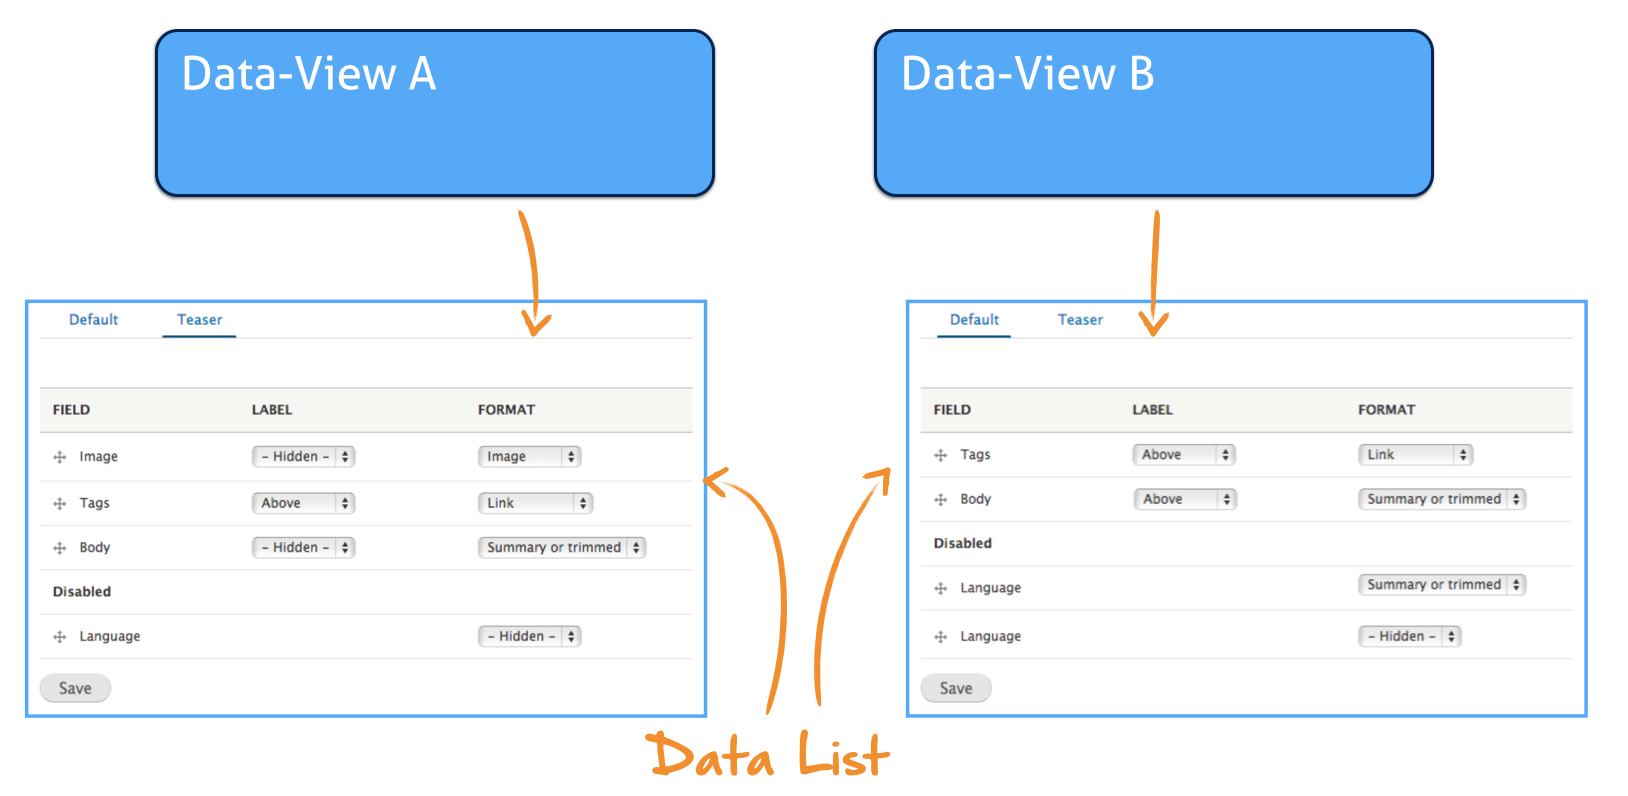 Data-View A
Data-View B
Default Teaser
FIELD LABEL FORMAT
Image - Hidden - Image
Tags Above Link
Body - Hidden - Summary or trimmed
Disabled
Language - Hidden -
Save
Default Teaser
FIELD LABEL FORMAT
Tags Above Link
Body Above Summary or trimmed
Disabled
Language Summary or trimmed
Language - Hidden -
Save
Data List